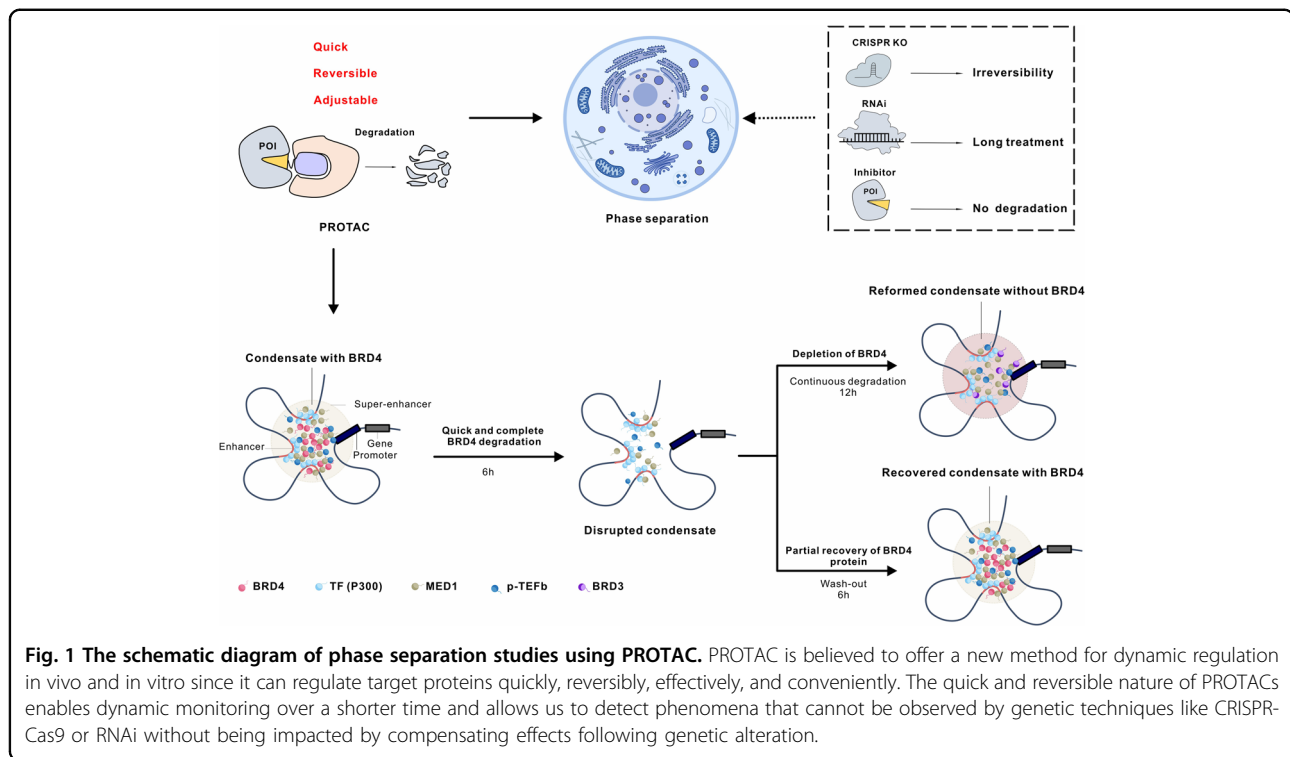 Quick
Reversible
Adjustable
POI
Degradation
PROTAC
Phase separation
CRISPR KO
Irreversibility
RNAi
Long treatment
Inhibitor
POI
No degradation
Condensate with BRD4
Super-enhancer
Enhancer
Gene
Promoter
Quick and complete
BRD4 degradation
6h
Disrupted condensate
Reformed condensate without BRD4
Depletion of BRD4
Continuous degradation
12h
Recovered condensate with BRD4
Partial recovery of BRD4
protein
Wash-out
6h
BRD4
TF (P300)
MED1
p-TEFb
BRD3
Fig. 1 The schematic diagram of phase separation studies using PROTAC. PROTAC is believed to offer a new method for dynamic regulation
in vivo and in vitro since it can regulate target proteins quickly, reversibly, effectively, and conveniently. The quick and reversible nature of PROTACs
enables dynamic monitoring over a shorter time and allows us to detect phenomena that cannot be observed by genetic techniques like CRISPR-
Cas9 or RNAi without being impacted by compensating effects following genetic alteration.